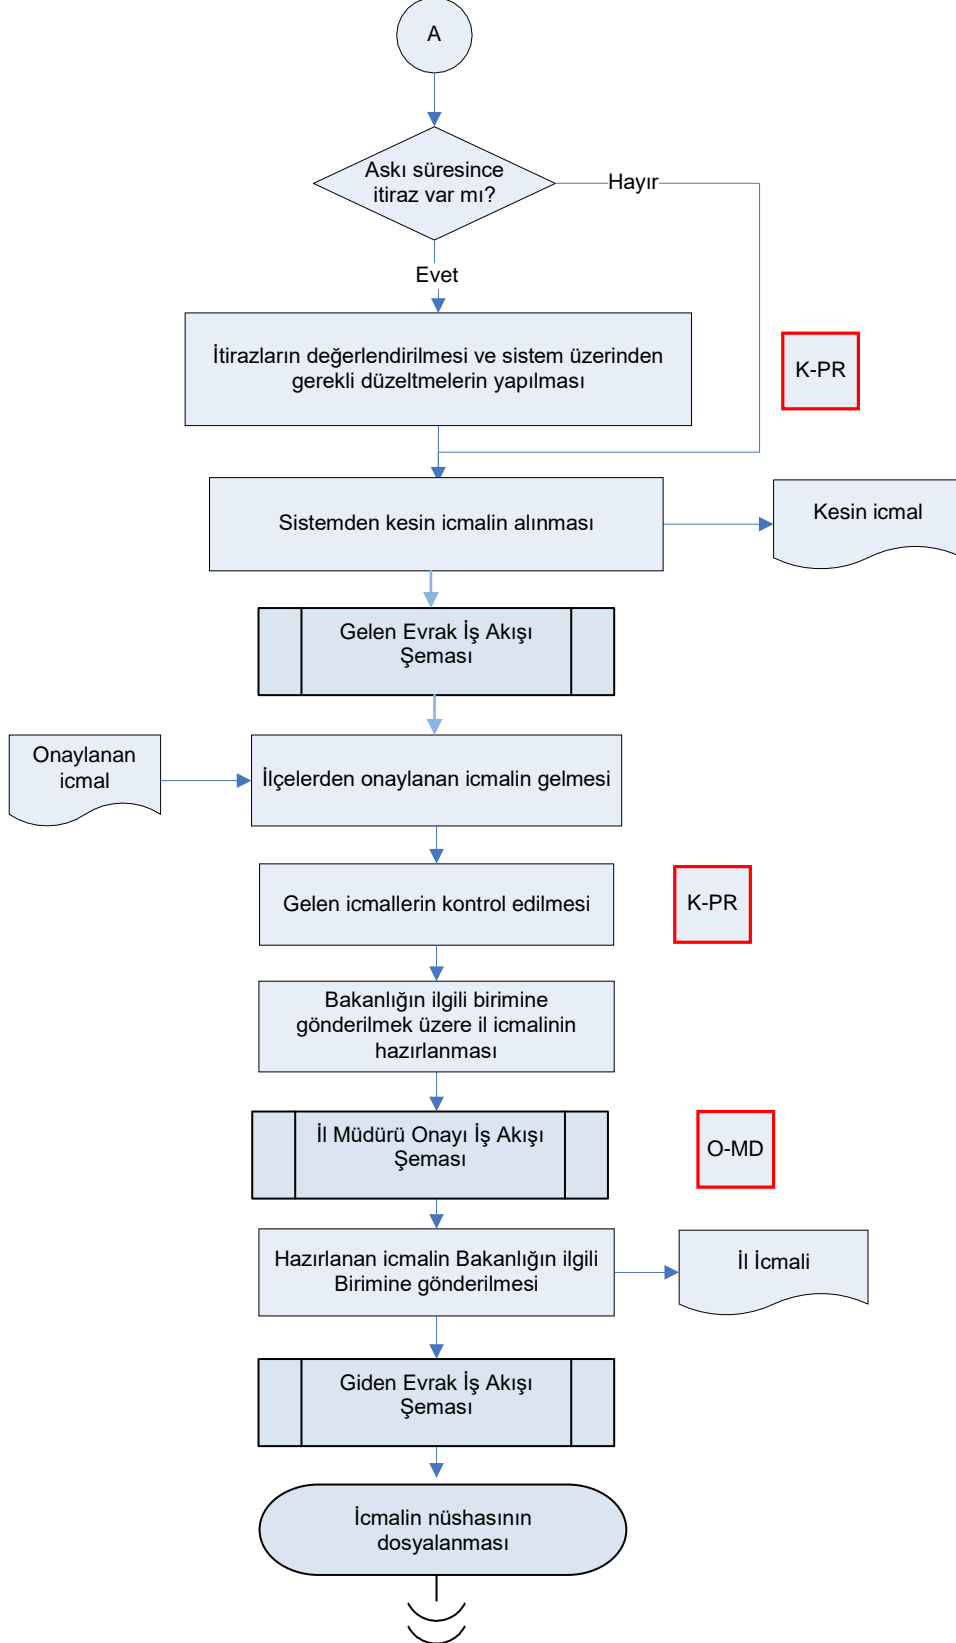 A
Askı süresince
itiraz var mı?
Hayır
Evet
İtirazların değerlendirilmesi ve sistem üzerinden
gerekli düzeltmelerin yapılması
K-PR
Sistemden kesin icmalin alınması
Kesin icmal
Gelen Evrak İş Akışı
Şeması
Onaylanan
icmal
İlçelerden onaylanan icmalin gelmesi
Gelen icmallerin kontrol edilmesi
K-PR
Bakanlığın ilgili birimine
gönderilmek üzere il icmalinin
hazırlanması
İl Müdürü Onayı İş Akışı
Şeması
O-MD
Hazırlanan icmalin Bakanlığın ilgili
Birimine gönderilmesi
İl İcmali
Giden Evrak İş Akışı
Şeması
İcmalin nüshasının
dosyalanması